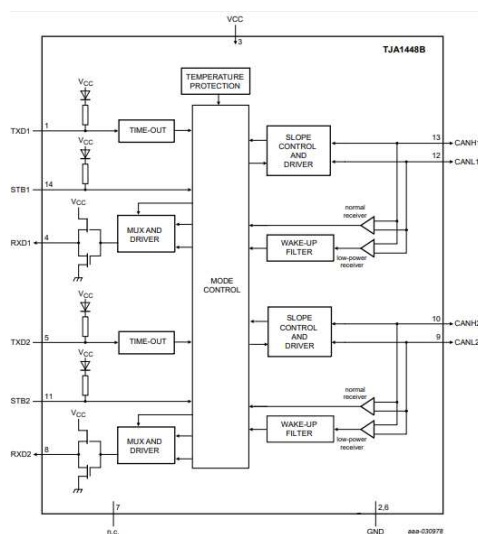 VCC
3
TJA1448B
TEMPERATURE
PROTECTION
VCC
TXD1
1
TIME-OUT
SLOPE
CONTROL
AND
DRIVER
13
CANH1
12
CANL1
VCC
STB1
14
VCC
RXD1
4
MUX AND
DRIVER
normal
receiver
WAKE-UP
FILTER
low-power
receiver
MODE
CONTROL
VCC
TXD2
5
TIME-OUT
SLOPE
CONTROL
AND
DRIVER
10
CANH2
9
CANL2
VCC
STB2
11
VCC
RXD2
8
MUX AND
DRIVER
normal
receiver
WAKE-UP
FILTER
low-power
receiver
7
n.c.
2,6
GND
aaa-030978